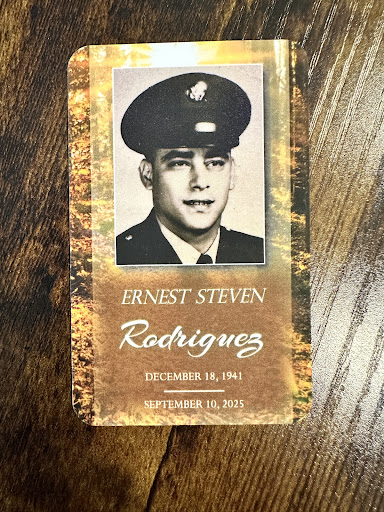 ERNEST STEVEN
Rodriguez
DECEMBER 18, 1941
SEPTEMBER 10, 2025